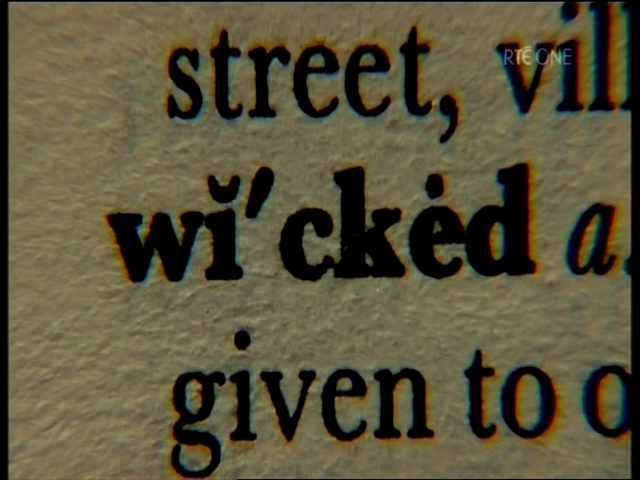 RTÉ ONE
street, vill
wĭ′ckėd a.
given to o